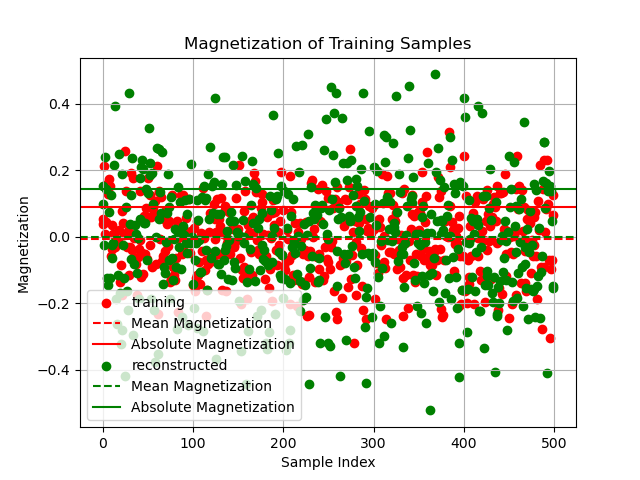 Magnetization of Training Samples
Magnetization
0.4
0.2
0.0
−0.2
−0.4
training
Mean Magnetization
Absolute Magnetization
reconstructed
Mean Magnetization
Absolute Magnetization
0
100
200
300
400
500
Sample Index